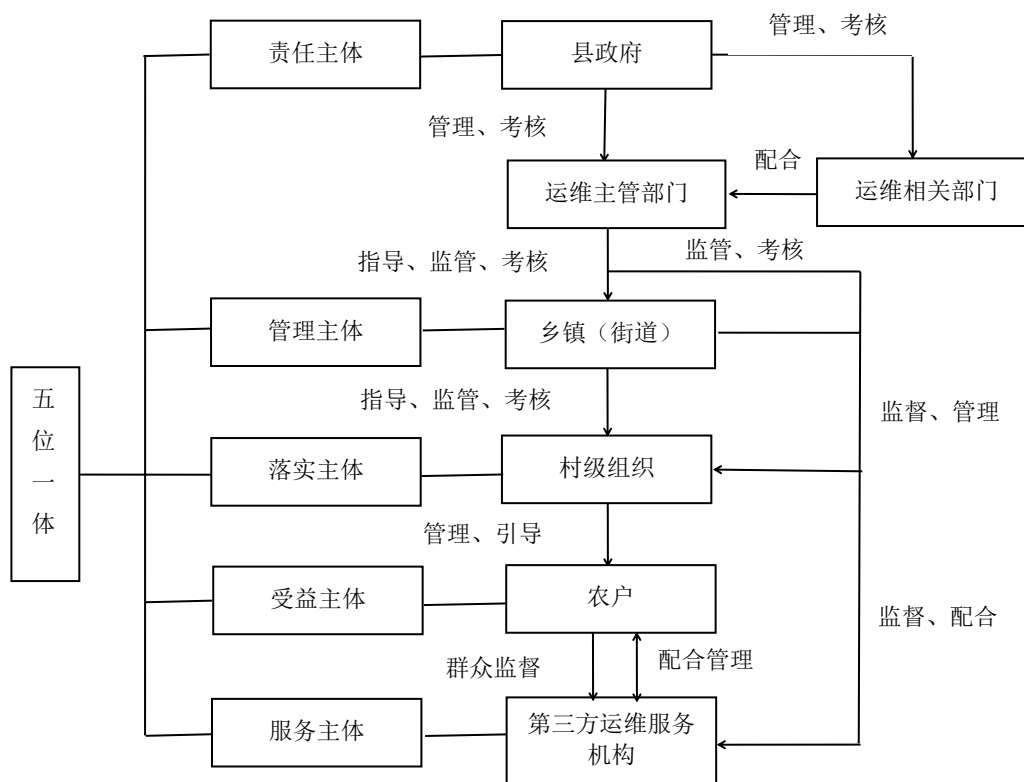 管理、考核
责任主体
县政府
管理、考核
配合
运维主管部门
运维相关部门
指导、监管、考核
监管、考核
管理主体
乡镇（街道）
五
位
一
体
指导、监管、考核
监督、管理
落实主体
村级组织
管理、引导
受益主体
农户
监督、配合
群众监督
配合管理
服务主体
第三方运维服务
机构